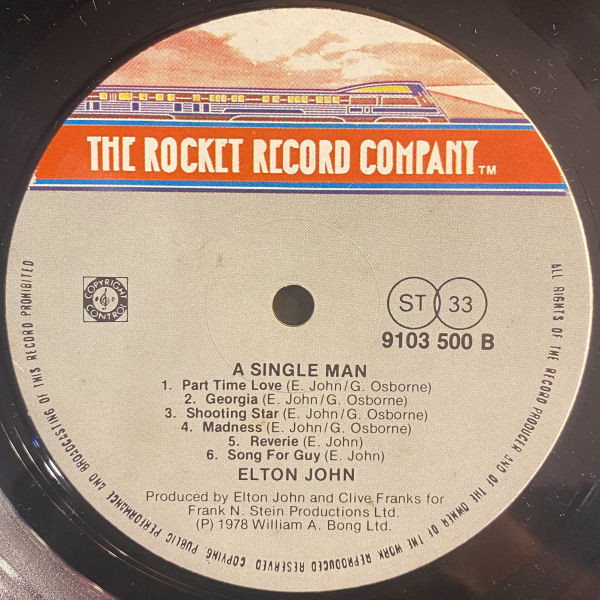 THE ROCKET RECORD COMPANY TM
COPYRIGHT
CONTROL
ST 33
9103 500 B
A SINGLE MAN
1. Part Time Love (E. John/G. Osborne)
2. Georgia (E. John/G. Osborne)
3. Shooting Star (E. John/G. Osborne)
4. Madness (E. John/G. Osborne)
5. Reverie (E. John)
6. Song For Guy (E. John)
ELTON JOHN
Produced by Elton John and Clive Franks for
Frank N. Stein Productions Ltd.
(P) 1978 William A. Bong Ltd.
ALL RIGHTS OF THE RECORD PRODUCER AND OF THE OWNER OF THE WORK REPRODUCED RESERVED COPYING, PUBLIC PERFORMANCE AND BROADCASTING OF THIS RECORD PROHIBITED